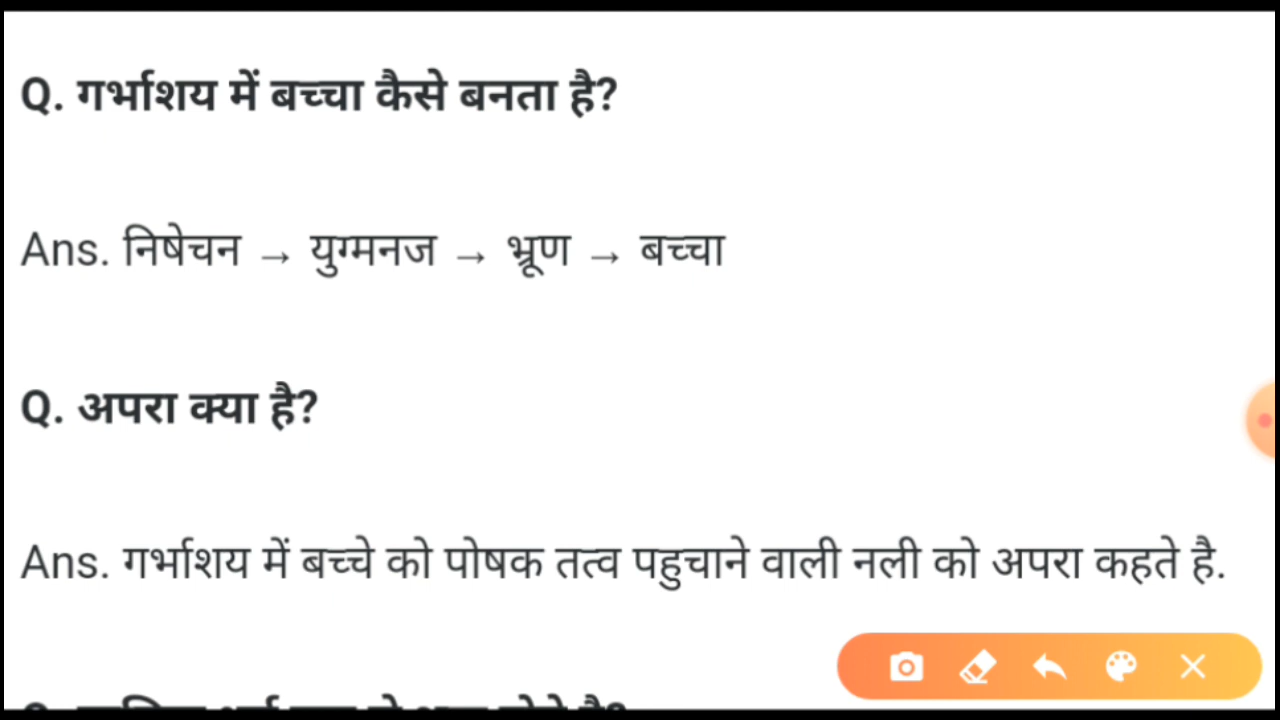 Q. गर्भाशय में बच्चा कैसे बनता है?
Ans. निषेचन → युग्मनज → भ्रूण → बच्चा
Q. अपरा क्या है?
Ans. गर्भाशय में बच्चे को पोषक तत्व पहुचाने वाली नली को अपरा कहते है.